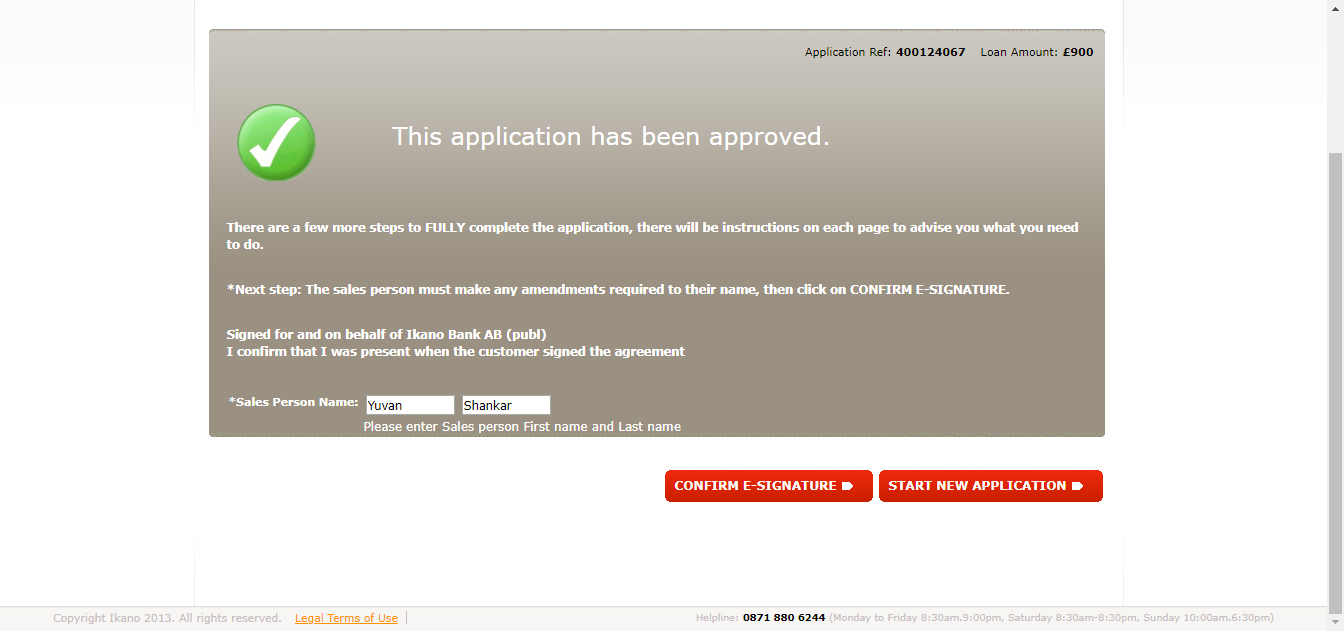 Application Ref: 400124067 Loan Amount: £900
This application has been approved.
There are a few more steps to FULLY complete the application, there will be instructions on each page to advise you what you need
to do.
*Next step: The sales person must make any amendments required to their name, then click on CONFIRM E-SIGNATURE.
Signed for and on behalf of Ikano Bank AB (publ)
I confirm that I was present when the customer signed the agreement
*Sales Person Name: Yuvan Shankar
Please enter Sales person First name and Last name
CONFIRM E-SIGNATURE START NEW APPLICATION
Copyright Ikano 2013. All rights reserved. Legal Terms of Use Helpline: 0871 880 6244 (Monday to Friday 8:30am.9:00pm, Saturday 8:30am-8:30pm, Sunday 10:00am.6:30pm)